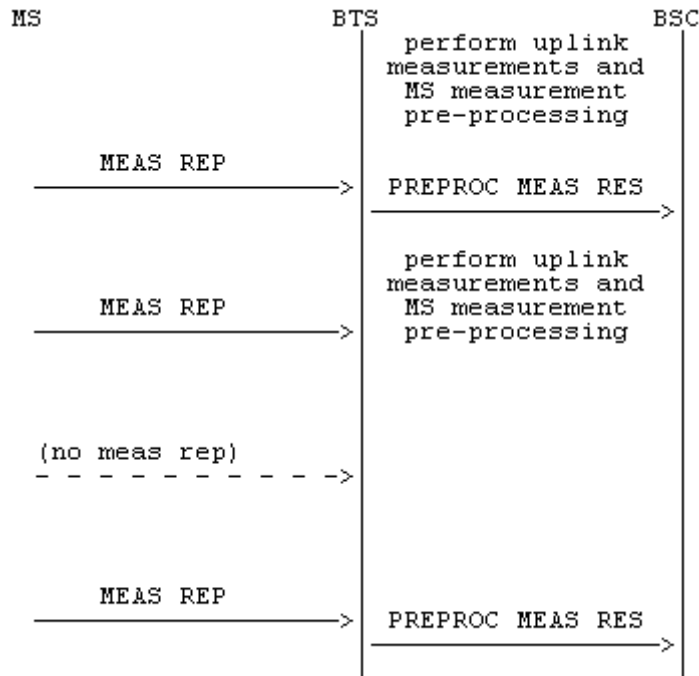 MS BTS BSC
perform uplink
measurements and
MS measurement
pre-processing
MEAS REP
PREPROC MEAS RES
perform uplink
measurements and
MS measurement
pre-processing
MEAS REP
(no meas rep)
MEAS REP
PREPROC MEAS RES